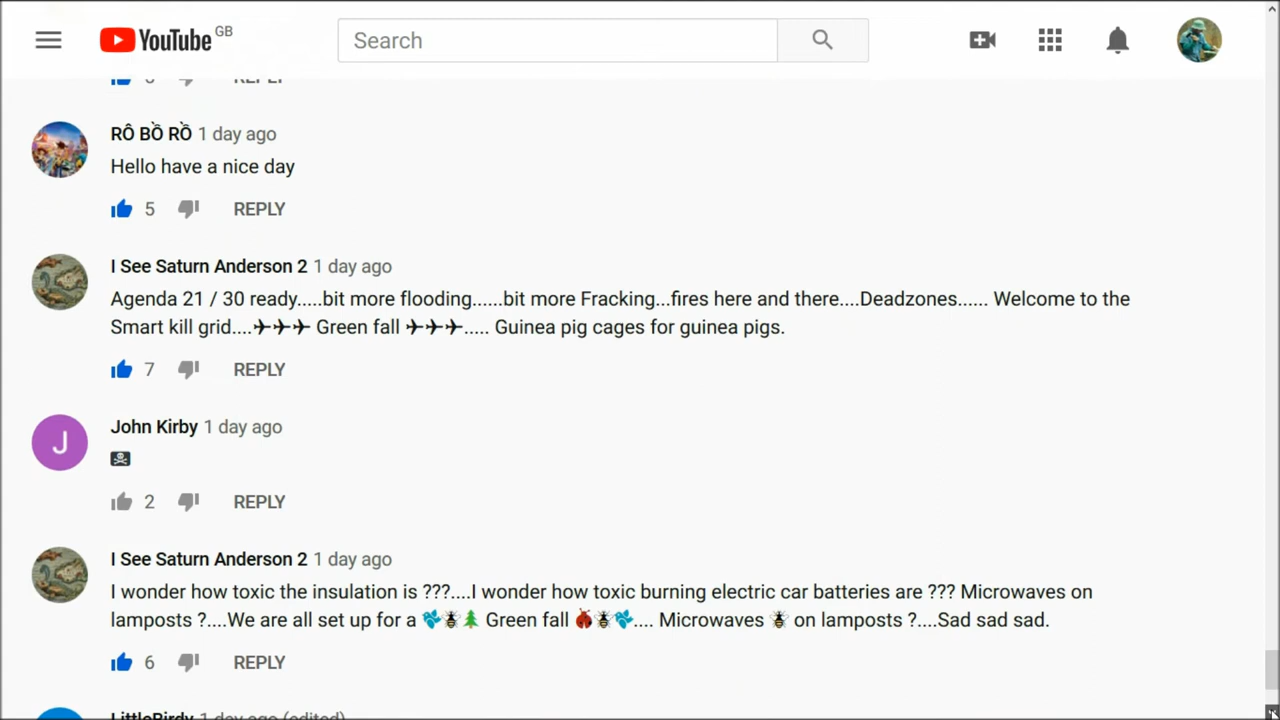 YouTube GB
Search
RÔ BỒ RỒ 1 day ago
Hello have a nice day
5 REPLY
I See Saturn Anderson 2 1 day ago
Agenda 21 / 30 ready.....bit more flooding......bit more Fracking...fires here and there....Deadzones...... Welcome to the
Smart kill grid....✈✈✈ Green fall ✈✈✈..... Guinea pig cages for guinea pigs.
7 REPLY
John Kirby 1 day ago
☠
2 REPLY
I See Saturn Anderson 2 1 day ago
I wonder how toxic the insulation is ???....I wonder how toxic burning electric car batteries are ??? Microwaves on
lamposts ?....We are all set up for a 🕊🐝🌲 Green fall 🐞🐝🕊.... Microwaves 🐝 on lamposts ?....Sad sad sad.
6 REPLY
LittleBirdy 1 day ago (edited)